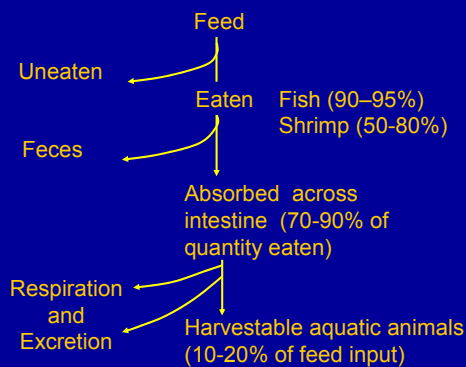 Feed
Uneaten
Eaten Fish (90–95%)
Shrimp (50-80%)
Feces
Absorbed across
intestine (70-90% of
quantity eaten)
Respiration
and
Excretion
Harvestable aquatic animals
(10-20% of feed input)